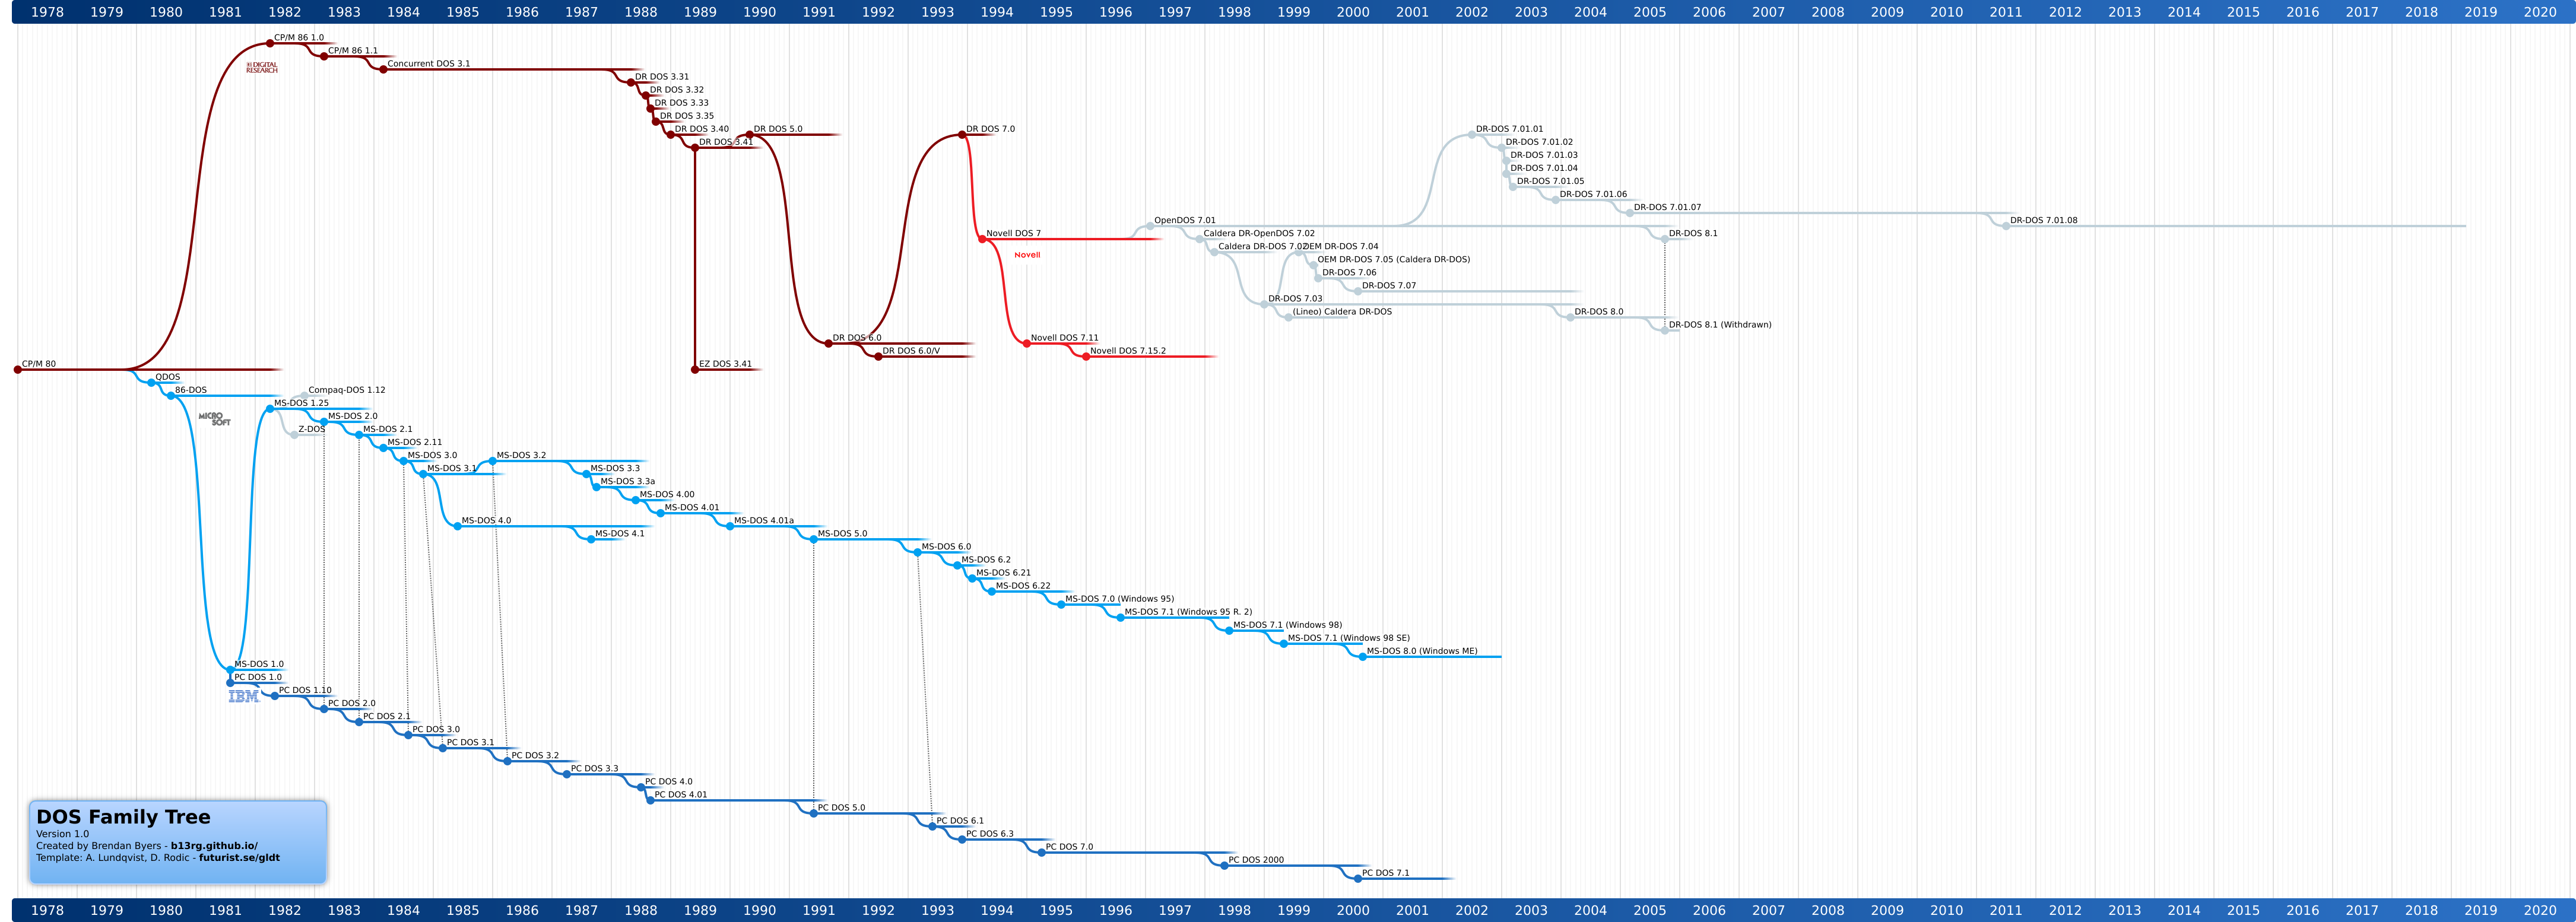 1978 1979 1980 1981 1982 1983 1984 1985 1986 1987 1988 1989 1990 1991 1992 1993 1994 1995 1996 1997 1998 1999 2000 2001 2002 2003 2004 2005 2006 2007 2008 2009 2010 2011 2012 2013 2014 2015 2016 2017 2018 2019 2020
CP/M 86 1.0
CP/M 86 1.1
DIGITAL
RESEARCH
Concurrent DOS 3.1
DR DOS 3.31
DR DOS 3.32
DR DOS 3.33
DR DOS 3.35
DR DOS 3.40
DR DOS 5.0
DR DOS 7.0
DR-DOS 7.01.01
DR DOS 3.41
DR-DOS 7.01.02
DR-DOS 7.01.03
DR-DOS 7.01.04
DR-DOS 7.01.05
DR-DOS 7.01.06
DR-DOS 7.01.07
OpenDOS 7.01
DR-DOS 7.01.08
Novell DOS 7
Caldera DR-OpenDOS 7.02
DR-DOS 8.1
Caldera DR-DOS 7.02
OEM DR-DOS 7.04
Novell
OEM DR-DOS 7.05 (Caldera DR-DOS)
DR-DOS 7.06
DR-DOS 7.07
DR-DOS 7.03
(Lineo) Caldera DR-DOS
DR-DOS 8.0
DR-DOS 8.1 (Withdrawn)
DR DOS 6.0
Novell DOS 7.11
DR DOS 6.0/V
Novell DOS 7.15.2
CP/M 80
EZ DOS 3.41
QDOS
86-DOS
Compaq-DOS 1.12
MS-DOS 1.25
MICRO
SOFT
MS-DOS 2.0
Z-DOS
MS-DOS 2.1
MS-DOS 2.11
MS-DOS 3.0
MS-DOS 3.2
MS-DOS 3.1
MS-DOS 3.3
MS-DOS 3.3a
MS-DOS 4.00
MS-DOS 4.01
MS-DOS 4.0
MS-DOS 4.01a
MS-DOS 4.1
MS-DOS 5.0
MS-DOS 6.0
MS-DOS 6.2
MS-DOS 6.21
MS-DOS 6.22
MS-DOS 7.0 (Windows 95)
MS-DOS 7.1 (Windows 95 R. 2)
MS-DOS 7.1 (Windows 98)
MS-DOS 7.1 (Windows 98 SE)
MS-DOS 8.0 (Windows ME)
MS-DOS 1.0
PC DOS 1.0
IBM
PC DOS 1.10
PC DOS 2.0
PC DOS 2.1
PC DOS 3.0
PC DOS 3.1
PC DOS 3.2
PC DOS 3.3
PC DOS 4.0
PC DOS 4.01
PC DOS 5.0
PC DOS 6.1
PC DOS 6.3
PC DOS 7.0
PC DOS 2000
PC DOS 7.1
DOS Family Tree
Version 1.0
Created by Brendan Byers - b13rg.github.io/
Template: A. Lundqvist, D. Rodic - futurist.se/gldt
1978 1979 1980 1981 1982 1983 1984 1985 1986 1987 1988 1989 1990 1991 1992 1993 1994 1995 1996 1997 1998 1999 2000 2001 2002 2003 2004 2005 2006 2007 2008 2009 2010 2011 2012 2013 2014 2015 2016 2017 2018 2019 2020